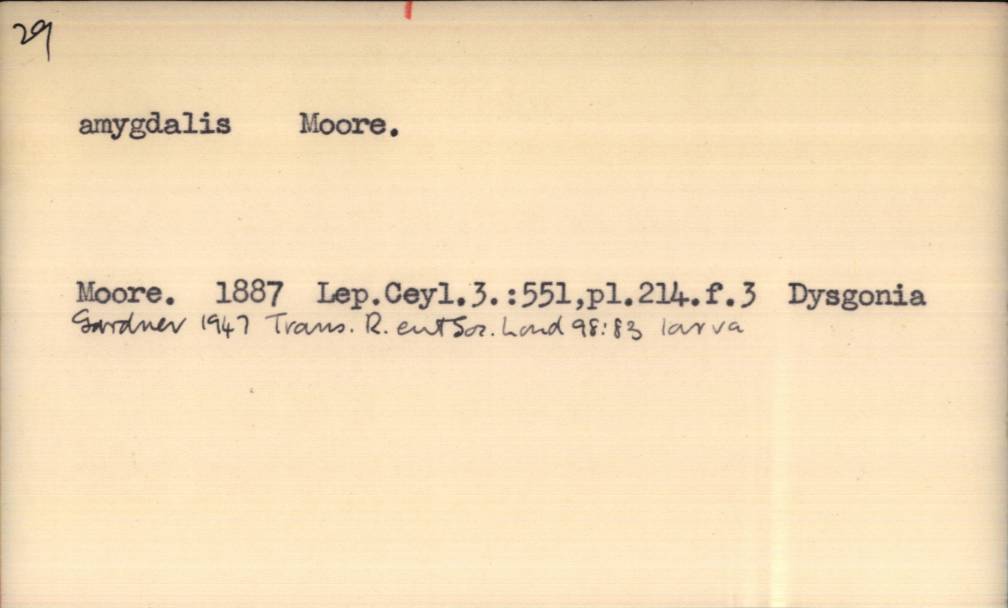 29
amygdalis Moore.
Moore. 1887 Lep.Ceyl.3.:551,pl.214.f.3 Dysgonia
Gardner 1947 Trans. R. ent Soc. Lond 98:83 larva